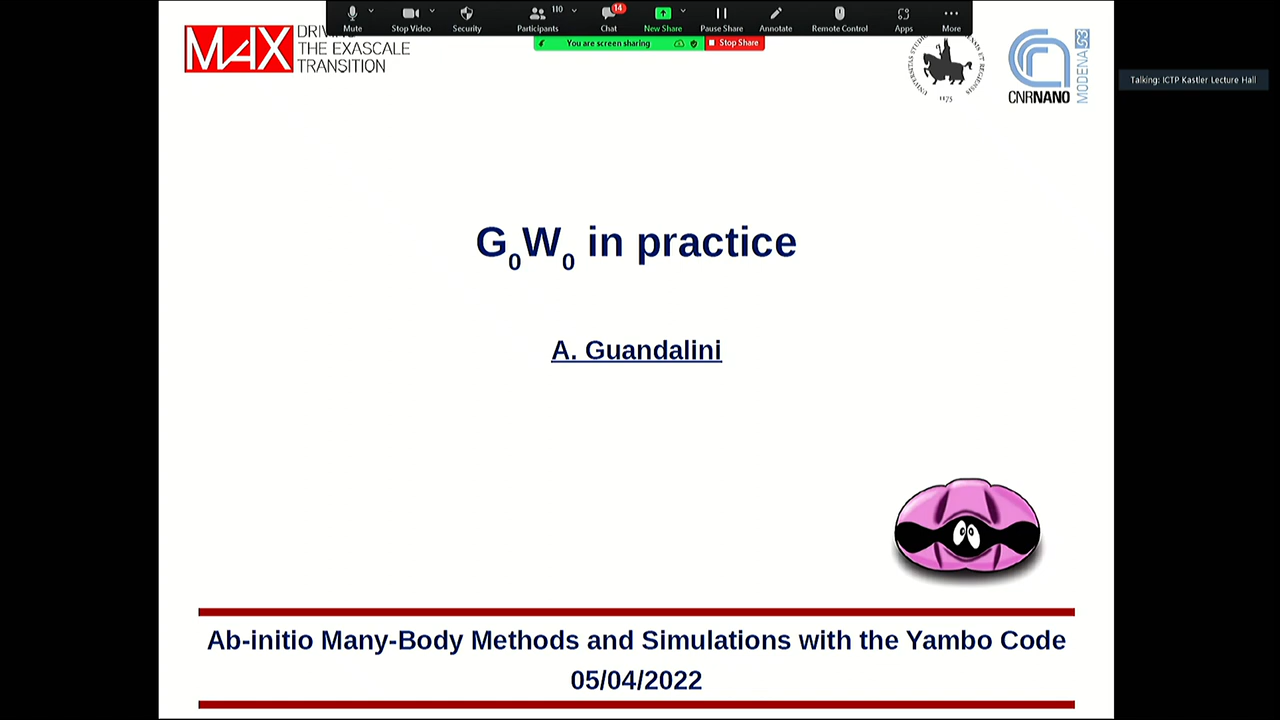 Mute
Stop Video
Security
110
Participants
14
Chat
New Share
Pause Share
Annotate
Remote Control
Apps
More
You are screen sharing
Stop Share
MAX
THE EXASCALE
TRANSITION
1175
CNRNANO
MODENA S3
Talking: ICTP Kastler Lecture Hall
G0W0 in practice
A. Guandalini
Ab-initio Many-Body Methods and Simulations with the Yambo Code
05/04/2022